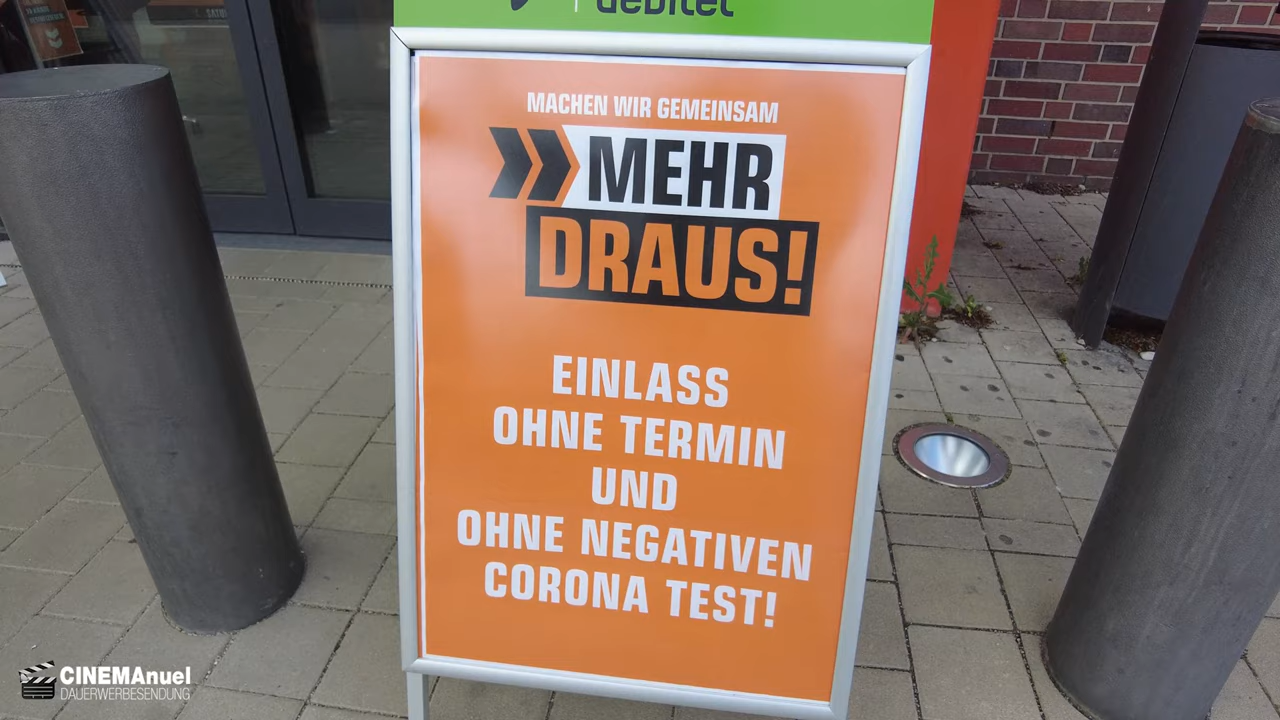 debitel
MACHEN WIR GEMEINSAM
MEHR
DRAUS!
EINLASS
OHNE TERMIN
UND
OHNE NEGATIVEN
CORONA TEST!
CINEMAnuel
DAUERWERBESENDUNG